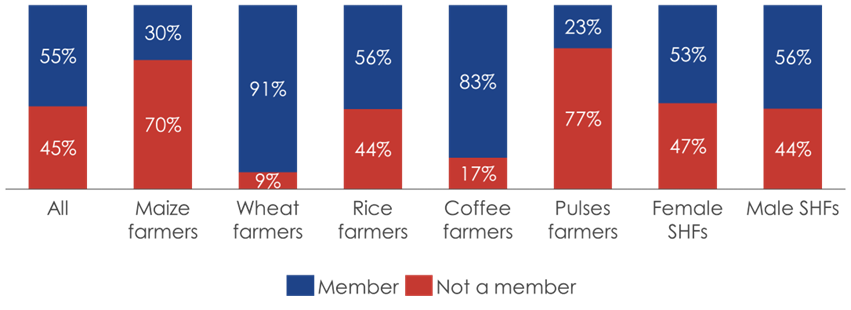 55% 30% 91% 56% 83% 23% 53% 56%
45% 70% 9% 44% 17% 77% 47% 44%
All Maize Wheat Rice Coffee Pulses Female Male SHFs
farmers farmers farmers farmers farmers SHFs
Member Not a member